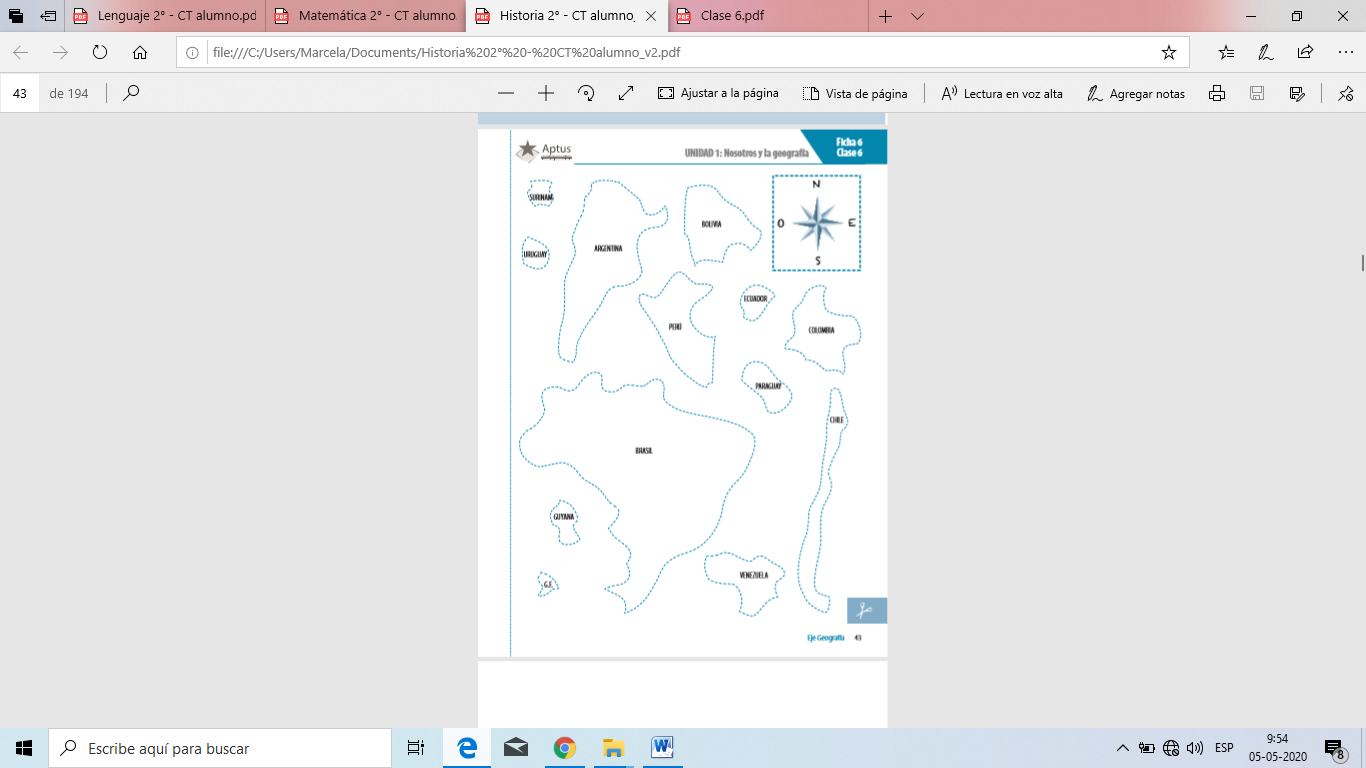 Lenguaje 2° - CT alumno.pd
Matemática 2° - CT alumno
Historia 2° - CT alumno_
Clase 6.pdf
file:///C:/Users/Marcela/Documents/Historia%202°%20-%20CT%20alumno_v2.pdf
43 de 194
Ajustar a la página
Vista de página
Lectura en voz alta
Agregar notas
Aptus
UNIDAD 1: Nosotros y la geografía
Ficha 6
Clase 6
SURINAM
N
O
E
S
BOLIVIA
ARGENTINA
URUGUAY
ECUADOR
PERÚ
COLOMBIA
PARAGUAY
CHILE
BRASIL
GUYANA
VENEZUELA
G.F.
Eje Geografía 43
Escribe aquí para buscar
ESP
9:54
05-05-2020
8